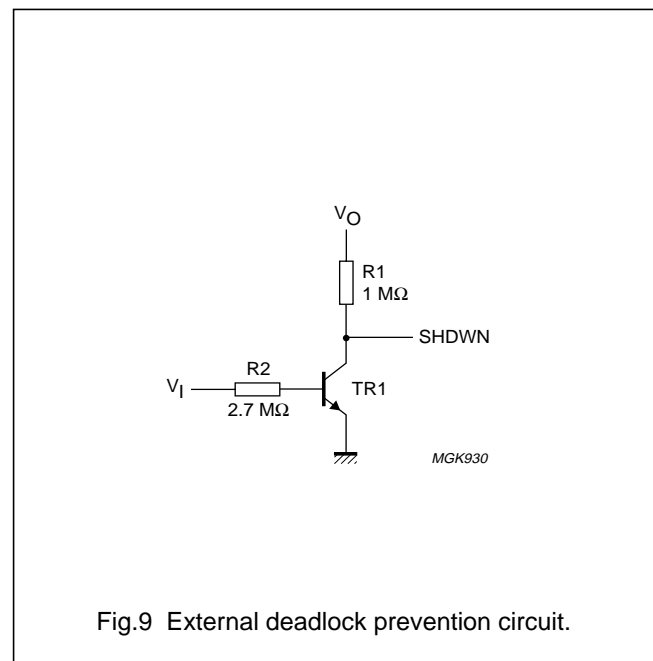 VO
R1
1 MΩ
SHDWN
R2
VI
TR1
2.7 MΩ
MGK930
Fig.9 External deadlock prevention circuit.